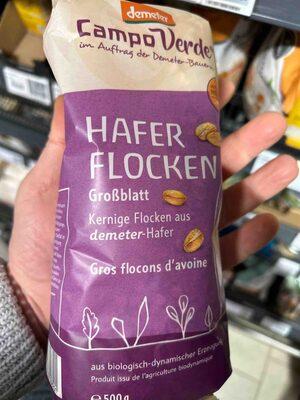 demeter
CAMPO VERDE
im Auftrag der Demeter-Bauern
HAFER
FLOCKEN
Großblatt
Kernige Flocken aus
demeter-Hafer
Gros flocons d'avoine
aus biologisch-dynamischer Erzeugung
Produit issu de l'agriculture biodynamique
500g